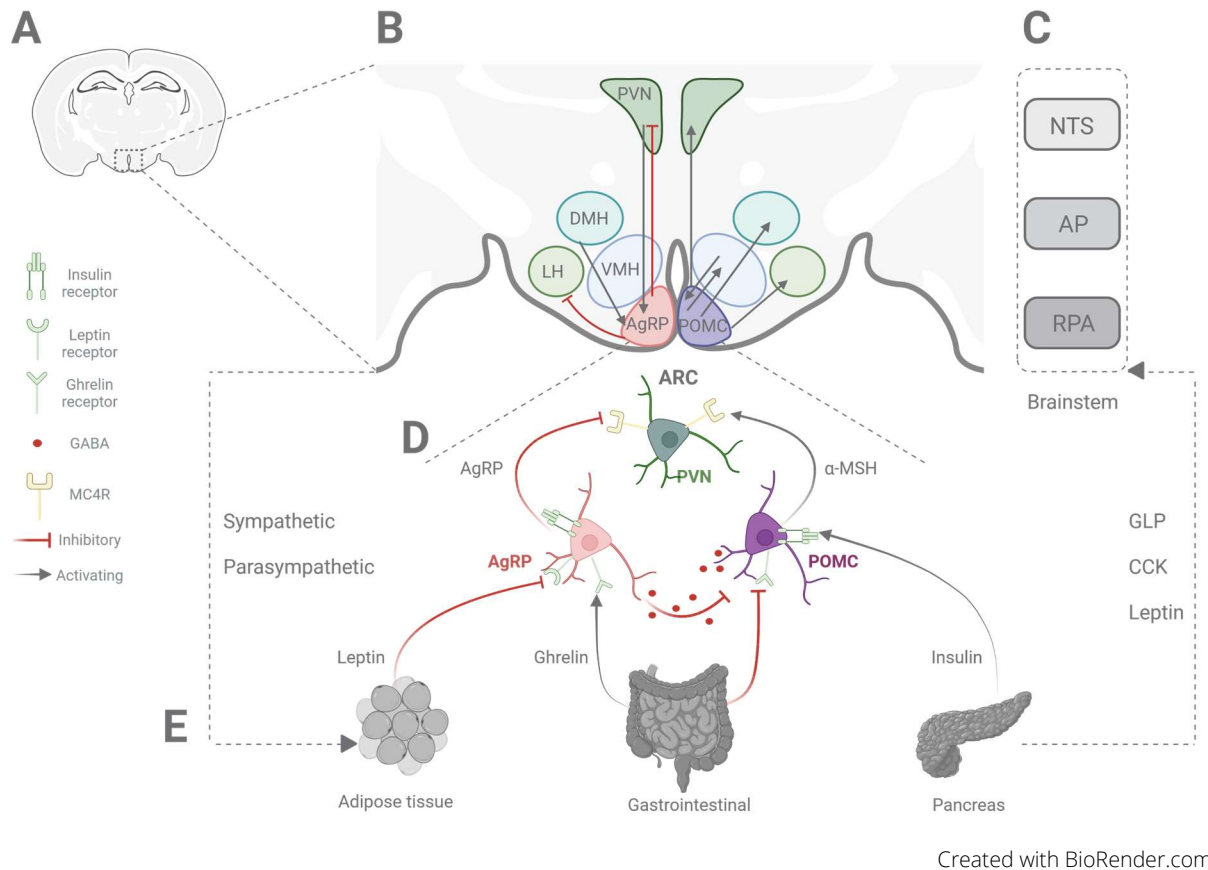 A
B
C
PVN
NTS
DMH
AP
LH
VMH
AgRP
POMC
RPA
Insulin
receptor
Leptin
receptor
Ghrelin
receptor
GABA
MC4R
Inhibitory
Activating
ARC
Brainstem
D
AgRP
α-MSH
PVN
Sympathetic
Parasympathetic
AgRP
POMC
GLP
CCK
Leptin
Leptin
Ghrelin
Insulin
E
Adipose tissue
Gastrointestinal
Pancreas
Created with BioRender.com